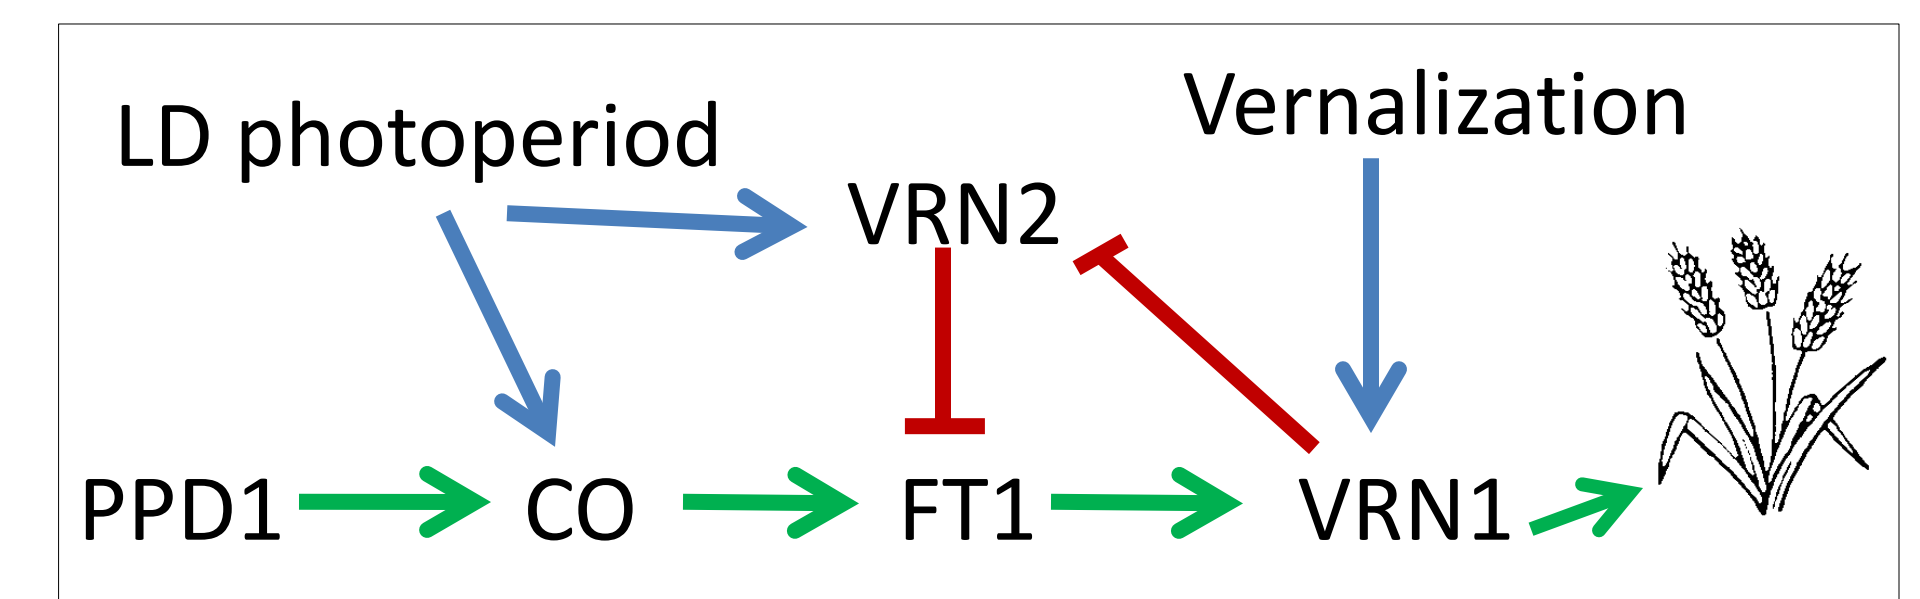 LD photoperiod
Vernalization
VRN2
PPD1 CO FT1 VRN1